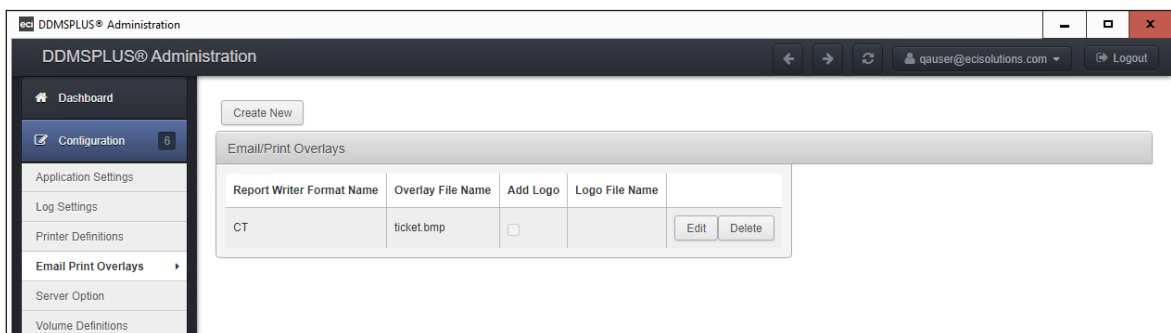 eci DDMSPLUS® Administration
DDMSPLUS® Administration
qauser@ecisolutions.com
Logout
Dashboard
Configuration 6
Application Settings
Log Settings
Printer Definitions
Email Print Overlays
Server Option
Volume Definitions
Create New
Email/Print Overlays
Report Writer Format Name Overlay File Name Add Logo Logo File Name
CT ticket.bmp Edit Delete